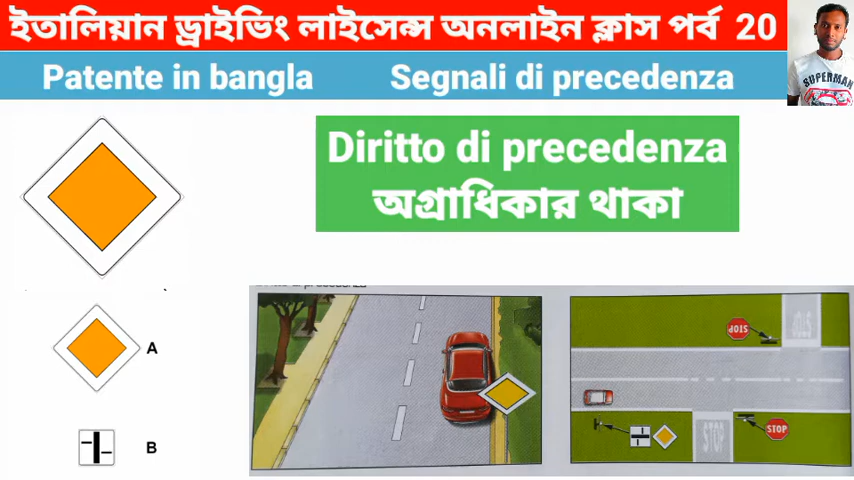 ইতালিয়ান ড্রাইভিং লাইসেন্স অনলাইন ক্লাস পর্ব 20
Patente in bangla Segnali di precedenza
SUPERMAN
Diritto di precedenza
অগ্রাধিকার থাকা
A
B
STOP
STOP
STOP
STOP